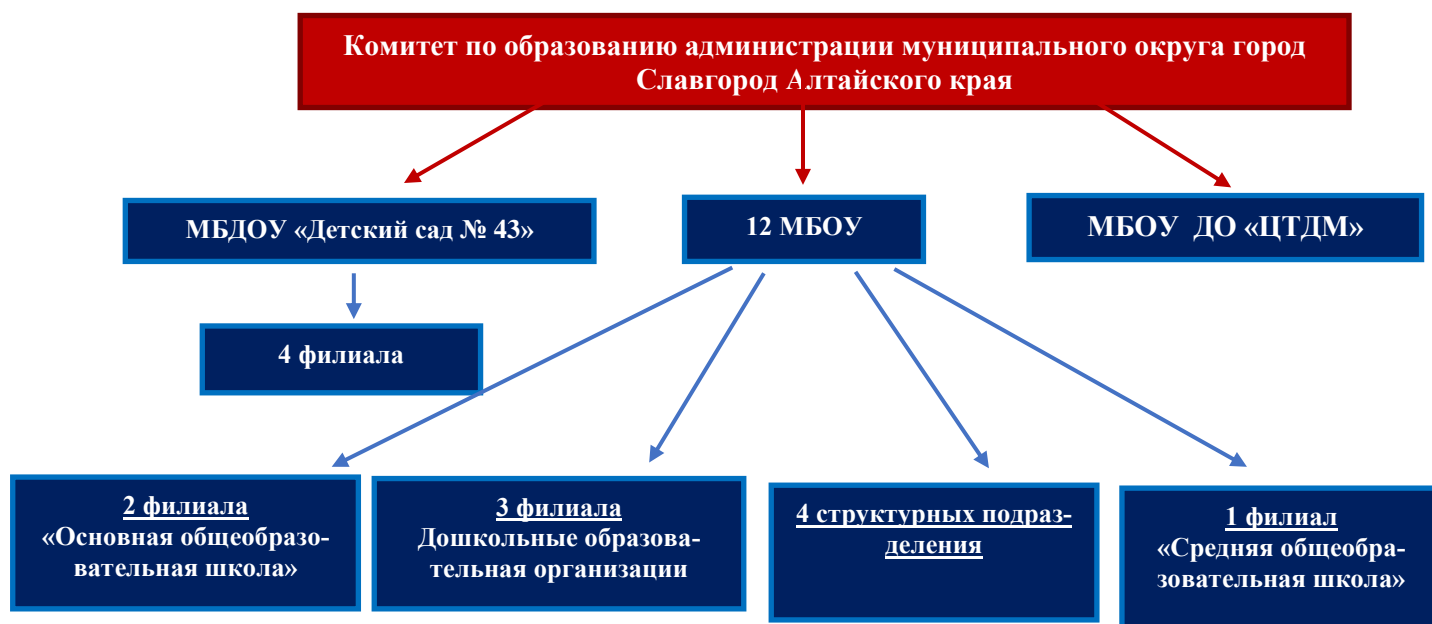 Комитет по образованию администрации муниципального округа город
Славгород Алтайского края
МБДОУ «Детский сад № 43»
12 МБОУ
МБОУ ДО «ЦТДМ»
4 филиала
2 филиала
«Основная общеобразо-
вательная школа»
3 филиала
Дошкольные образова-
тельная организации
4 структурных подраз-
деления
1 филиал
«Средняя общеобра-
зовательная школа»